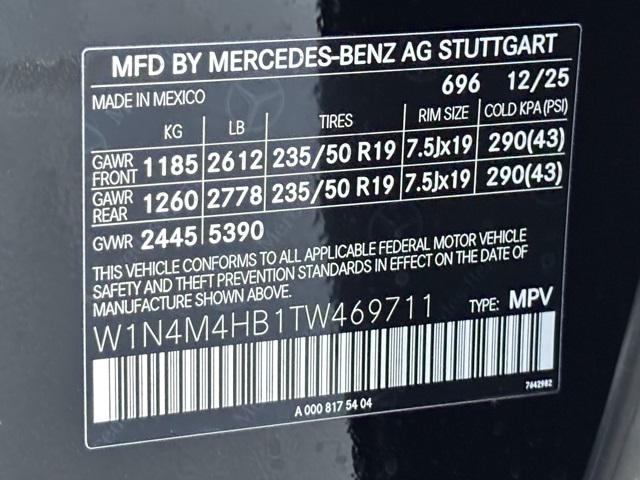 MFD BY MERCEDES-BENZ AG STUTTGART
MADE IN MEXICO 696 12/25
KG LB TIRES RIM SIZE COLD KPA (PSI)
GAWR FRONT 1185 2612 235/50 R19 7.5Jx19 290(43)
GAWR REAR 1260 2778 235/50 R19 7.5Jx19 290(43)
GVWR 2445 5390
THIS VEHICLE CONFORMS TO ALL APPLICABLE FEDERAL MOTOR VEHICLE
SAFETY AND THEFT PREVENTION STANDARDS IN EFFECT ON THE DATE OF
MANUFACTURE SHOWN ABOVE.
W1N4M4HB1TW469711 TYPE: MPV
7642982
A 000 817 54 04